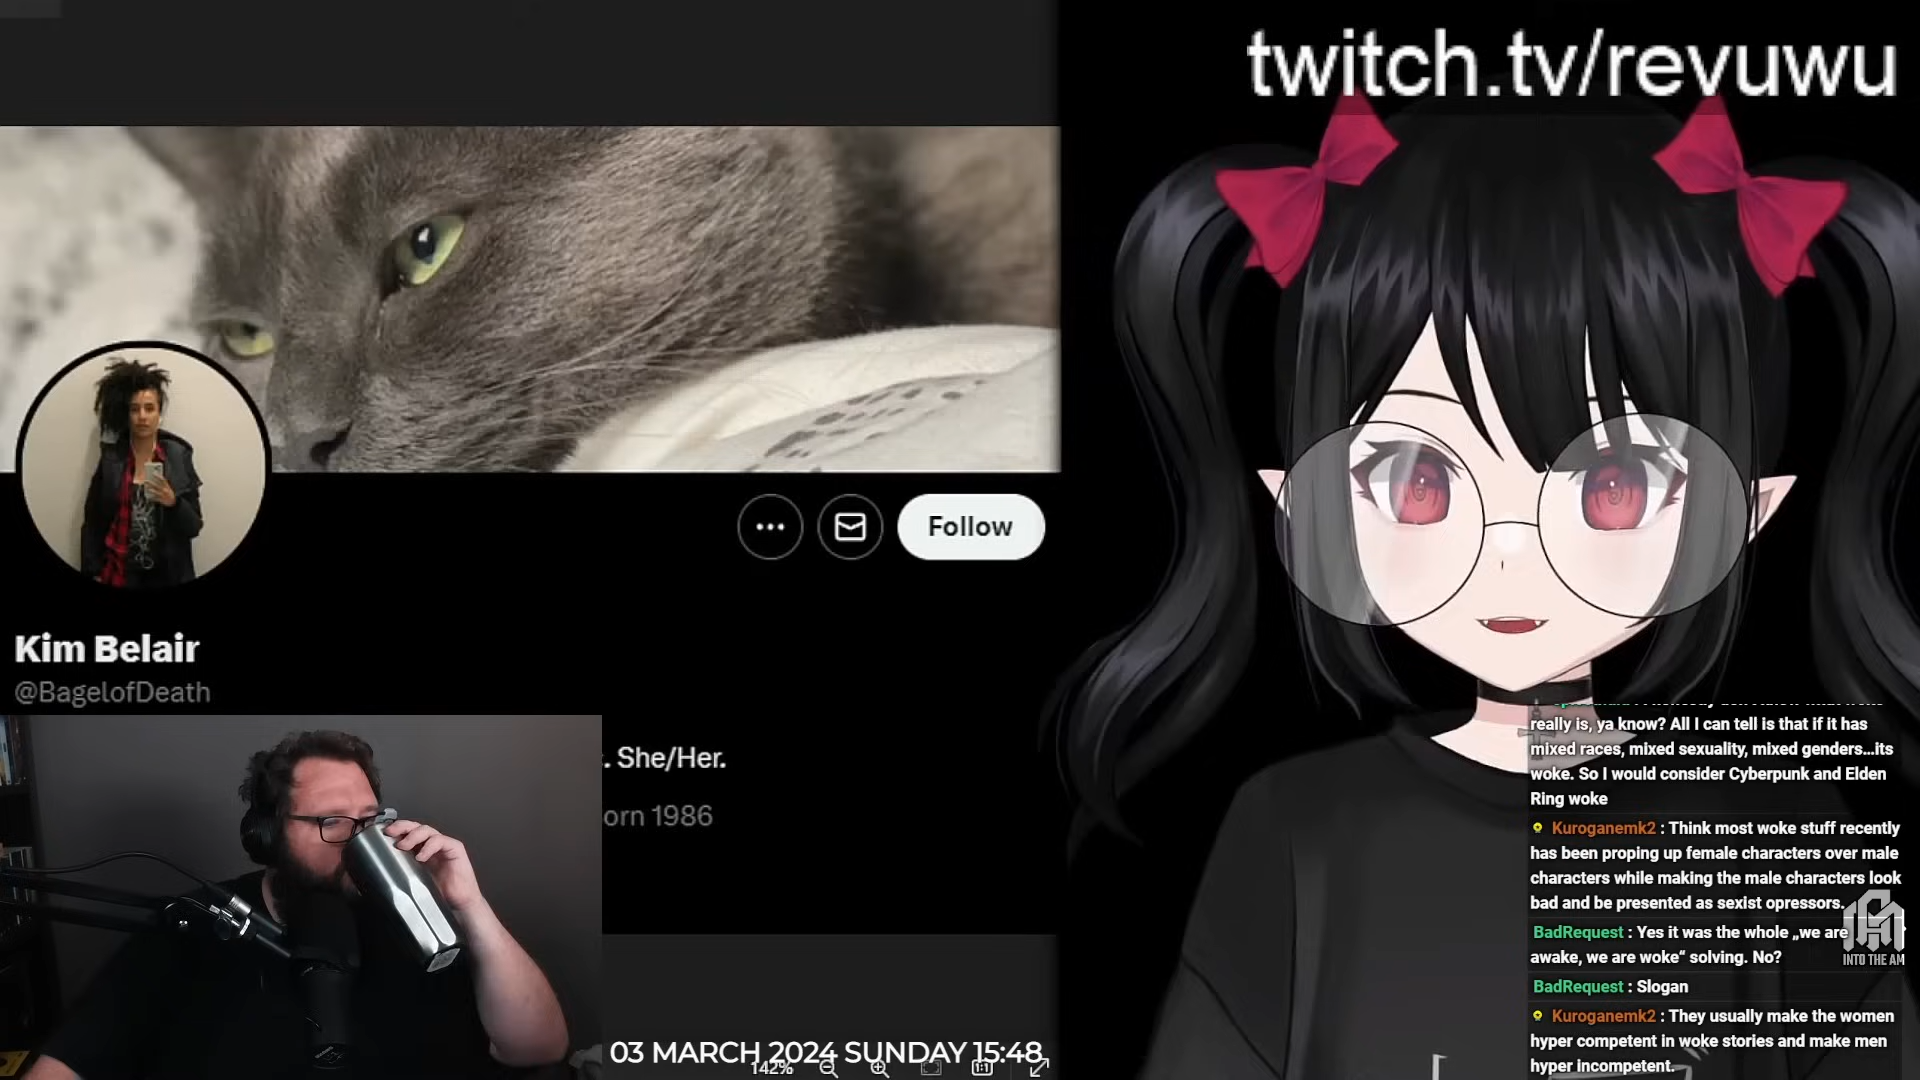 twitch.tv/revuwu
Follow
Kim Belair
@BagelofDeath
. She/Her.
orn 1986
really is, ya know? All I can tell is that if it has
mixed races, mixed sexuality, mixed genders...its
woke. So I would consider Cyberpunk and Elden
Ring woke
Kuroganemk2 : Think most woke stuff recently
has been proping up female characters over male
characters while making the male characters look
bad and be presented as sexist opressors.
BadRequest : Yes it was the whole „we are
awake, we are woke“ solving. No?
INTO THE AM
BadRequest : Slogan
Kuroganemk2 : They usually make the women
hyper competent in woke stories and make men
hyper incompetent.
03 MARCH 2024 SUNDAY 15:48
142%
1:1